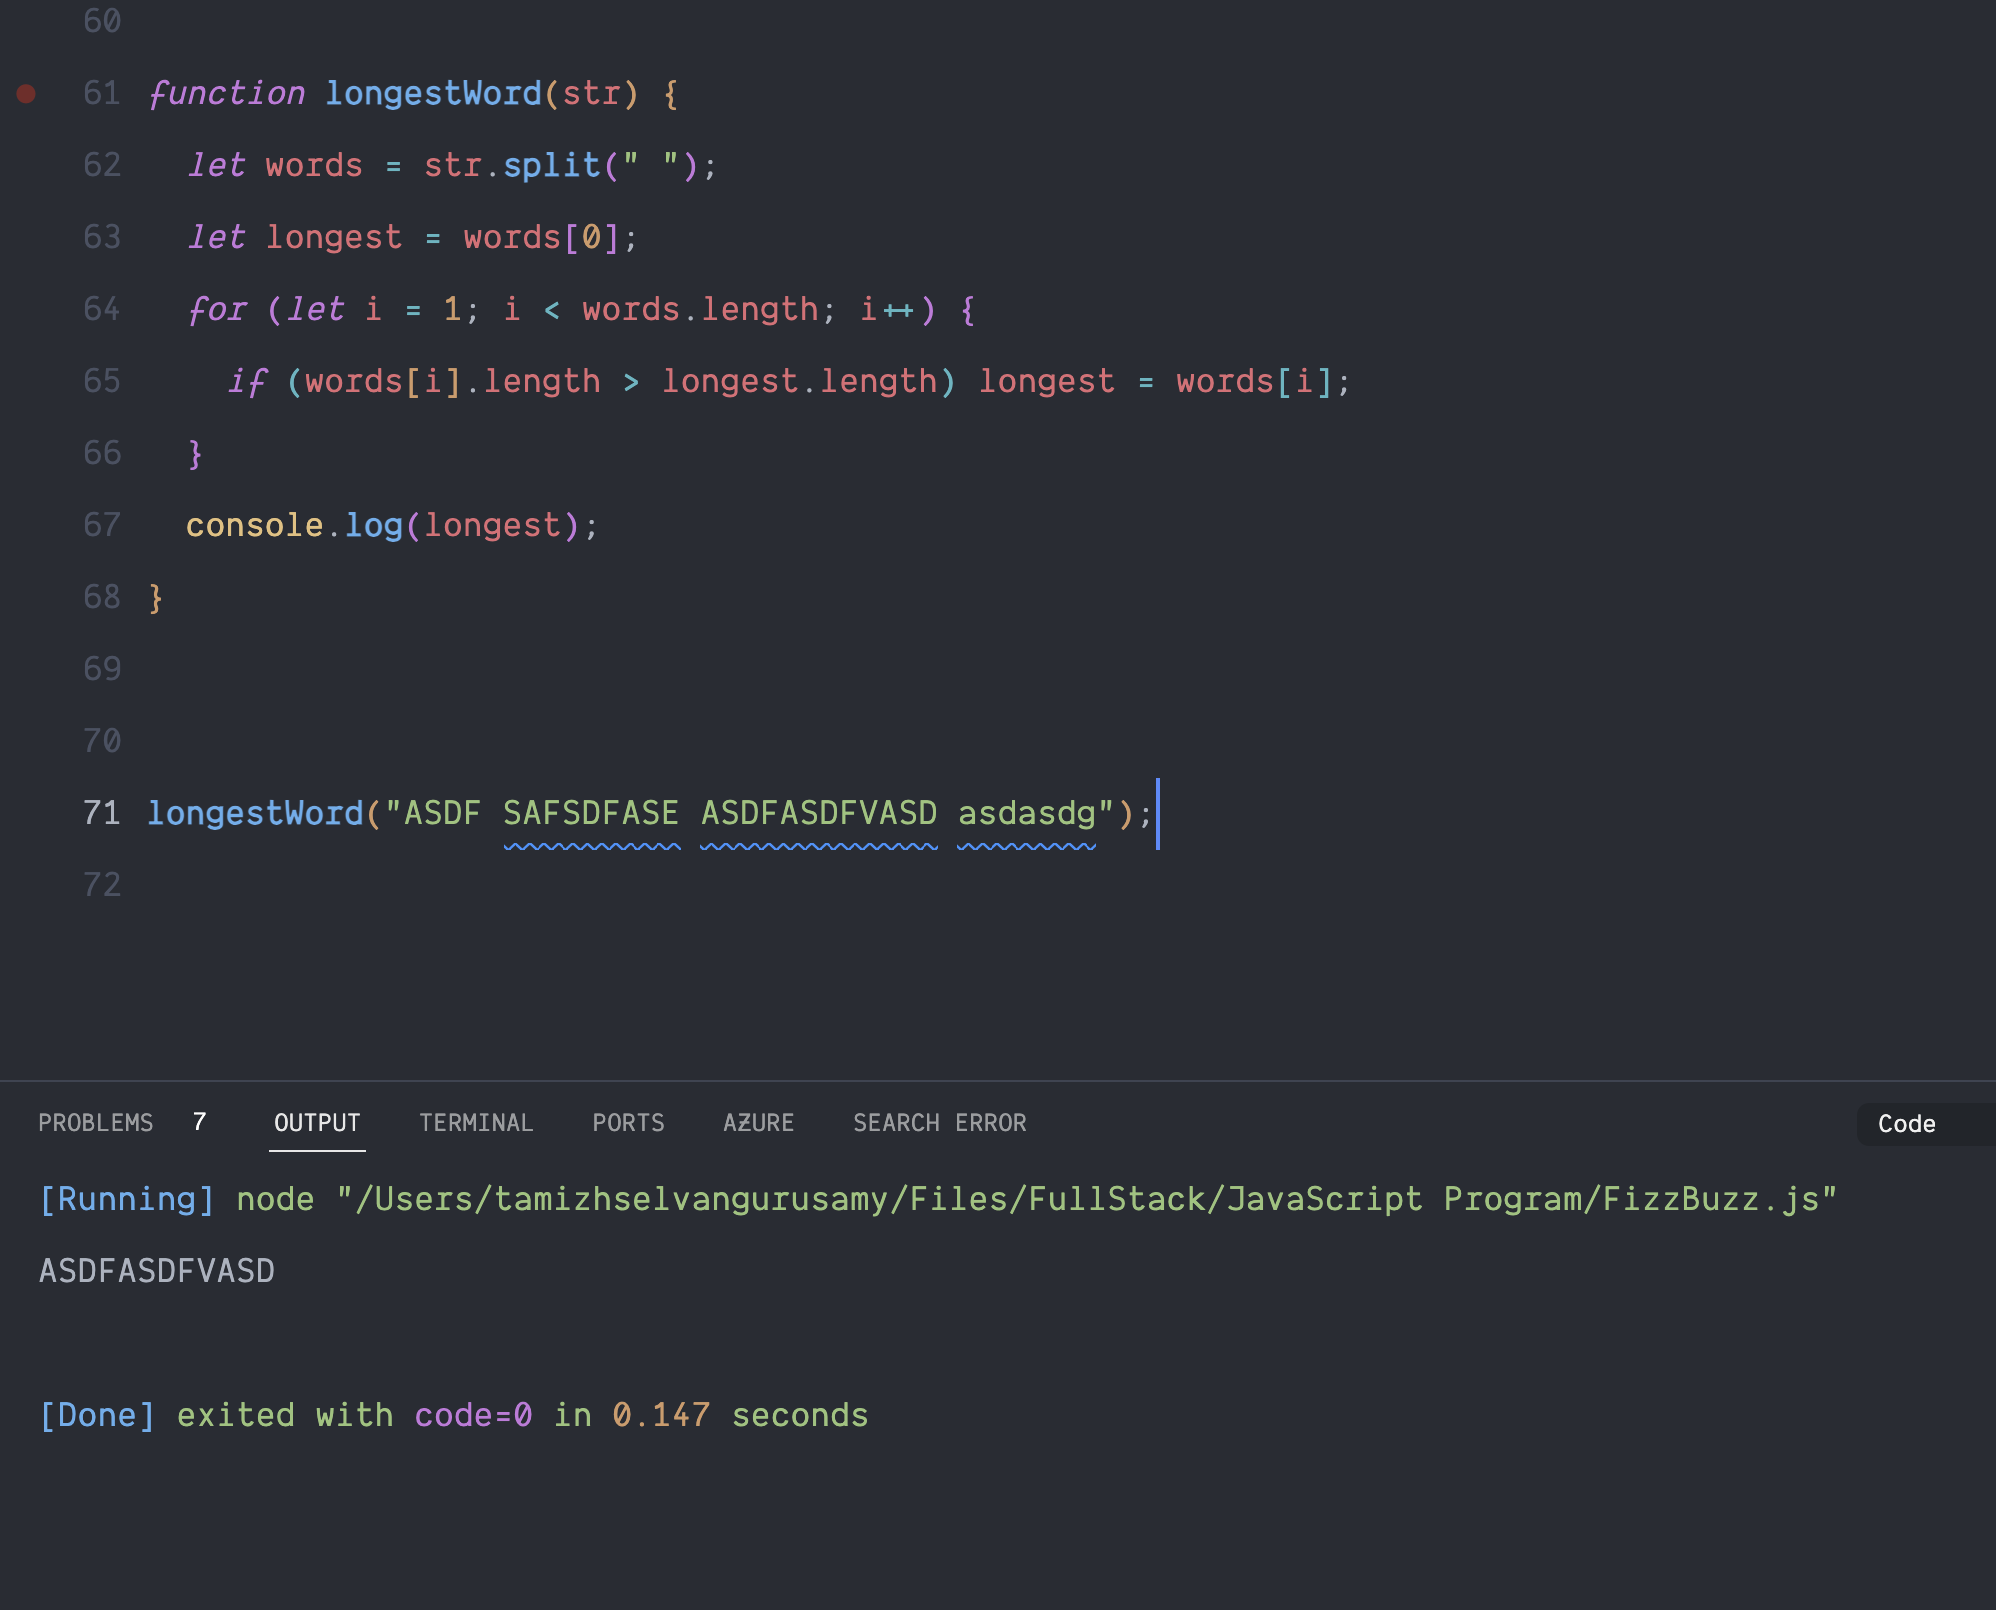 60
61 function longestWord(str) {
62   let words = str.split(" ");
63   let longest = words[0];
64   for (let i = 1; i < words.length; i++) {
65     if (words[i].length > longest.length) longest = words[i];
66   }
67   console.log(longest);
68 }
69
70
71 longestWord("ASDF SAFSDFASE ASDFASDFVASD asdasdg");
72
PROBLEMS 7 OUTPUT TERMINAL PORTS AZURE SEARCH ERROR Code
[Running] node "/Users/tamizhselvangurusamy/Files/FullStack/JavaScript Program/FizzBuzz.js"
ASDFASDFVASD
[Done] exited with code=0 in 0.147 seconds